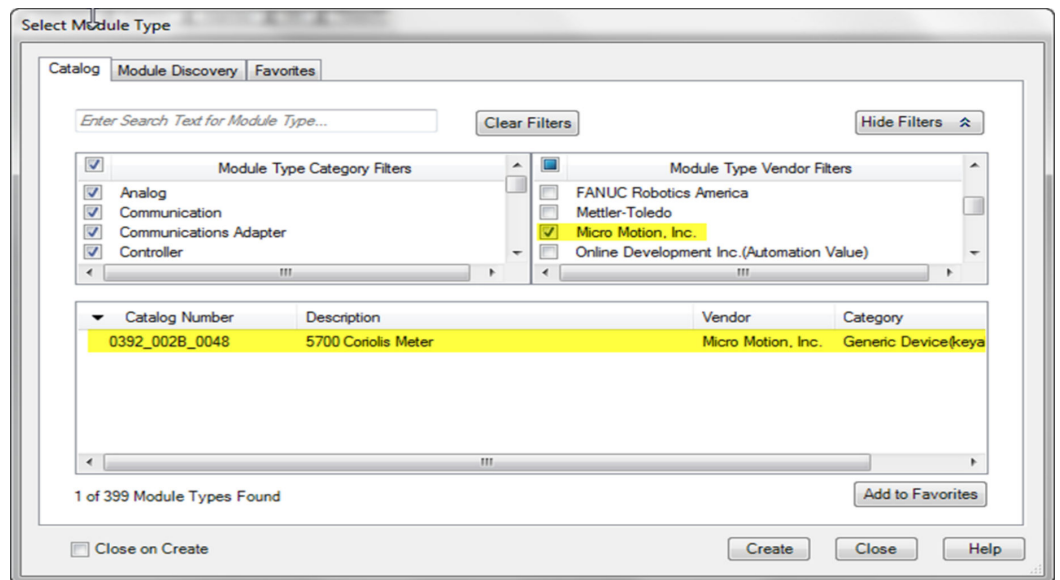 Select Module Type
Catalog Module Discovery Favorites
Enter Search Text for Module Type...
Clear Filters
Hide Filters
Module Type Category Filters
Analog
Communication
Communications Adapter
Controller
Module Type Vendor Filters
FANUC Robotics America
Mettler-Toledo
Micro Motion, Inc.
Online Development Inc.(Automation Value)
Catalog Number Description Vendor Category
0392_002B_0048 5700 Coriolis Meter Micro Motion, Inc. Generic Device(keya
1 of 399 Module Types Found
Add to Favorites
Close on Create
Create Close Help